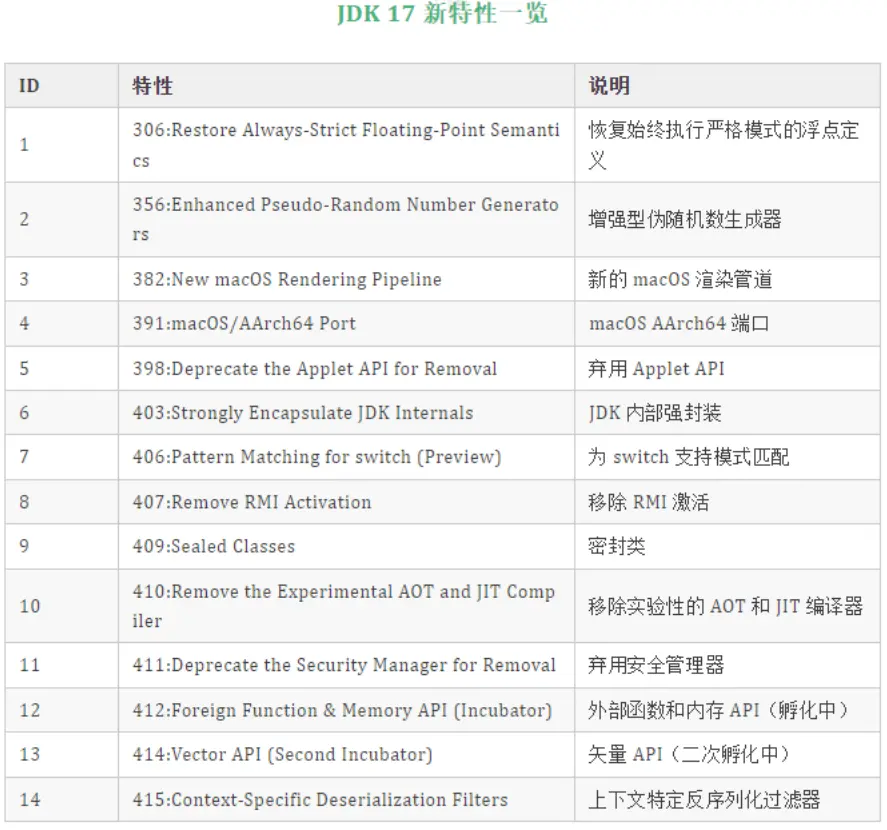 JDK 17 新特性一览
ID 特性 说明
1 306:Restore Always-Strict Floating-Point Semanti 恢复始终执行严格模式的浮点定
cs 义
2 356:Enhanced Pseudo-Random Number Generato 增强型伪随机数生成器
rs
3 382:New macOS Rendering Pipeline 新的 macOS 渲染管道
4 391:macOS/AArch64 Port macOS AArch64 端口
5 398:Deprecate the Applet API for Removal 弃用 Applet API
6 403:Strongly Encapsulate JDK Internals JDK 内部强封装
7 406:Pattern Matching for switch (Preview) 为 switch 支持模式匹配
8 407:Remove RMI Activation 移除 RMI 激活
9 409:Sealed Classes 密封类
10 410:Remove the Experimental AOT and JIT Comp 移除实验性的 AOT 和 JIT 编译器
iler
11 411:Deprecate the Security Manager for Removal 弃用安全管理器
12 412:Foreign Function & Memory API (Incubator) 外部函数和内存 API（孵化中）
13 414:Vector API (Second Incubator) 矢量 API（二次孵化中）
14 415:Context-Specific Deserialization Filters 上下文特定反序列化过滤器